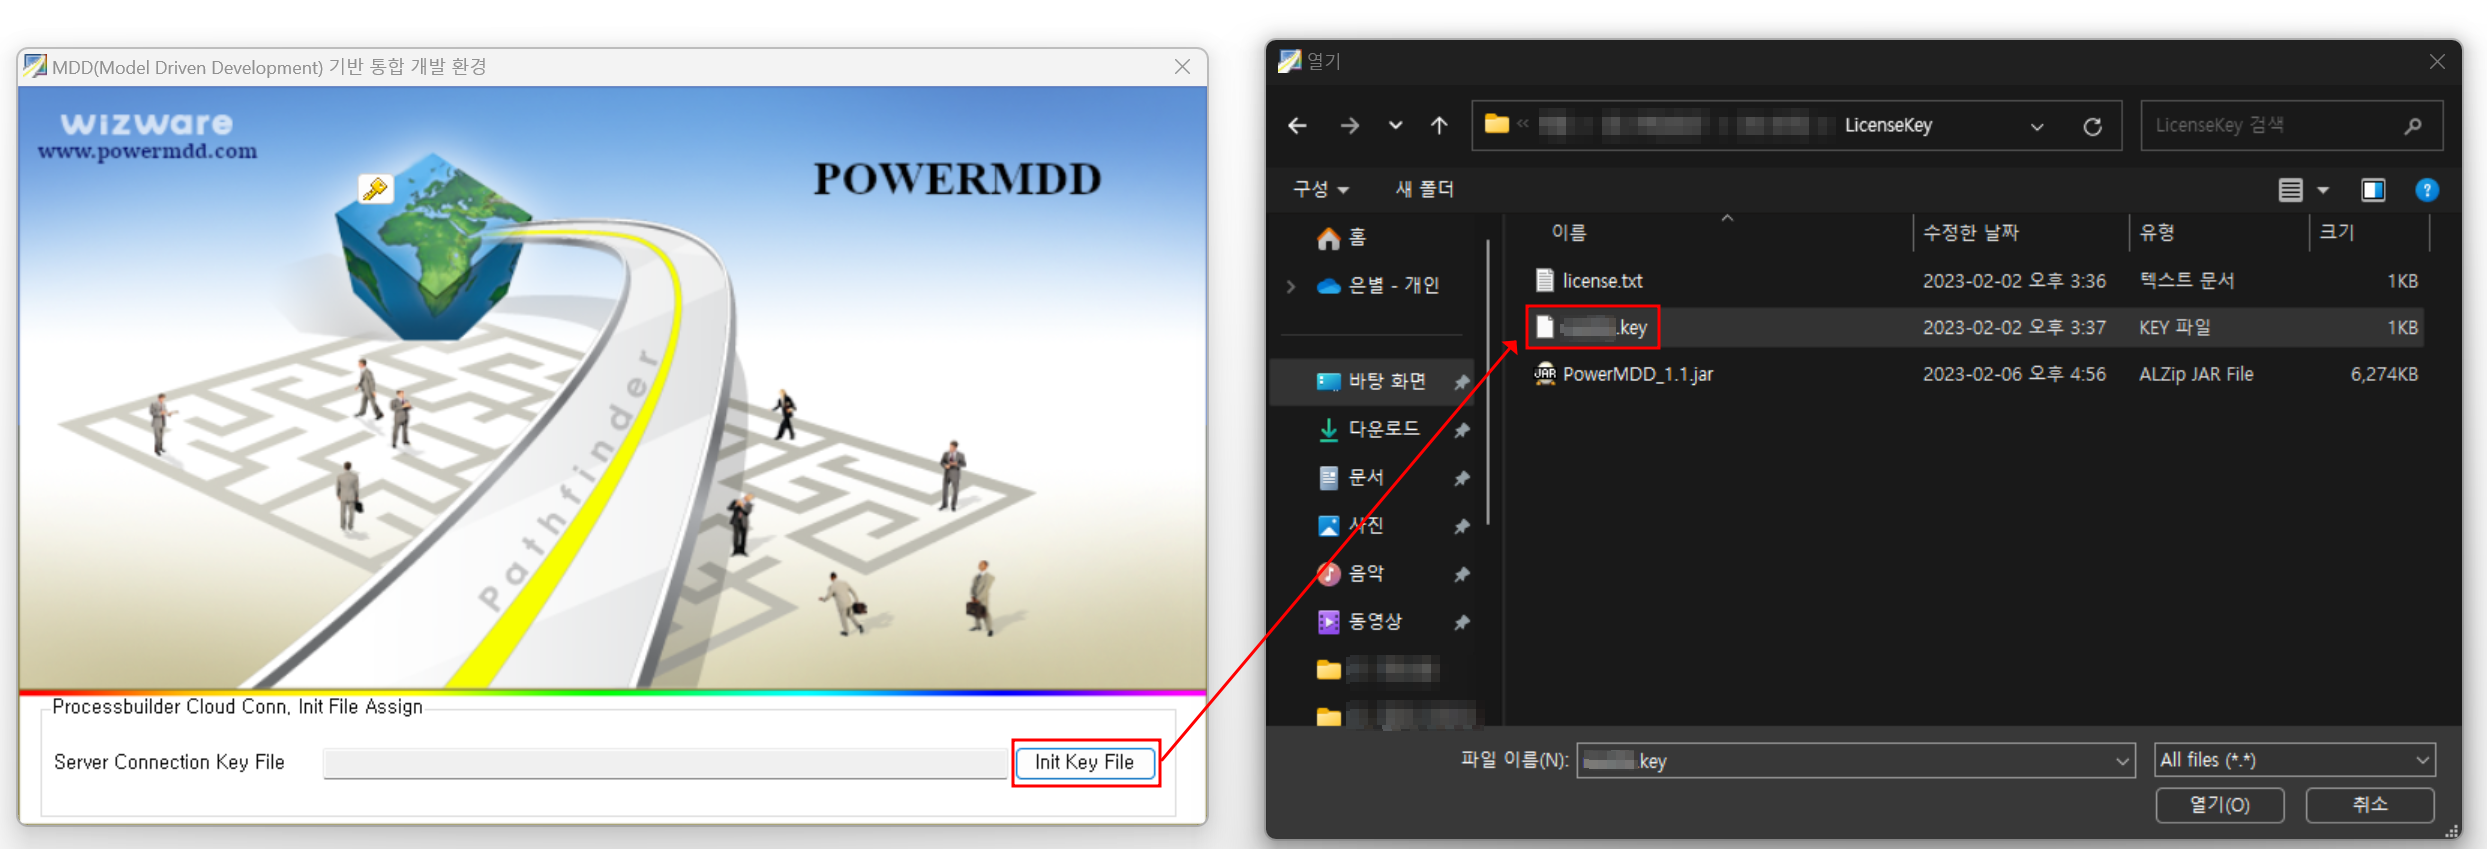 MDD(Model Driven Development) 기반 통합 개발 환경
wizware
www.powermdd.com
POWERMDD
Pathfinder
Processbuilder Cloud Conn, Init File Assign
Server Connection Key File
Init Key File
열기
« LicenseKey
LicenseKey 검색
구성
새 폴더
홈
은별 - 개인
바탕 화면
다운로드
문서
사진
음악
동영상
이름 수정한 날짜 유형 크기
license.txt 2023-02-02 오후 3:36 텍스트 문서 1KB
.key 2023-02-02 오후 3:37 KEY 파일 1KB
JAR PowerMDD_1.1.jar 2023-02-06 오후 4:56 ALZip JAR File 6,274KB
파일 이름(N): .key
All files (*.*)
열기(O)
취소